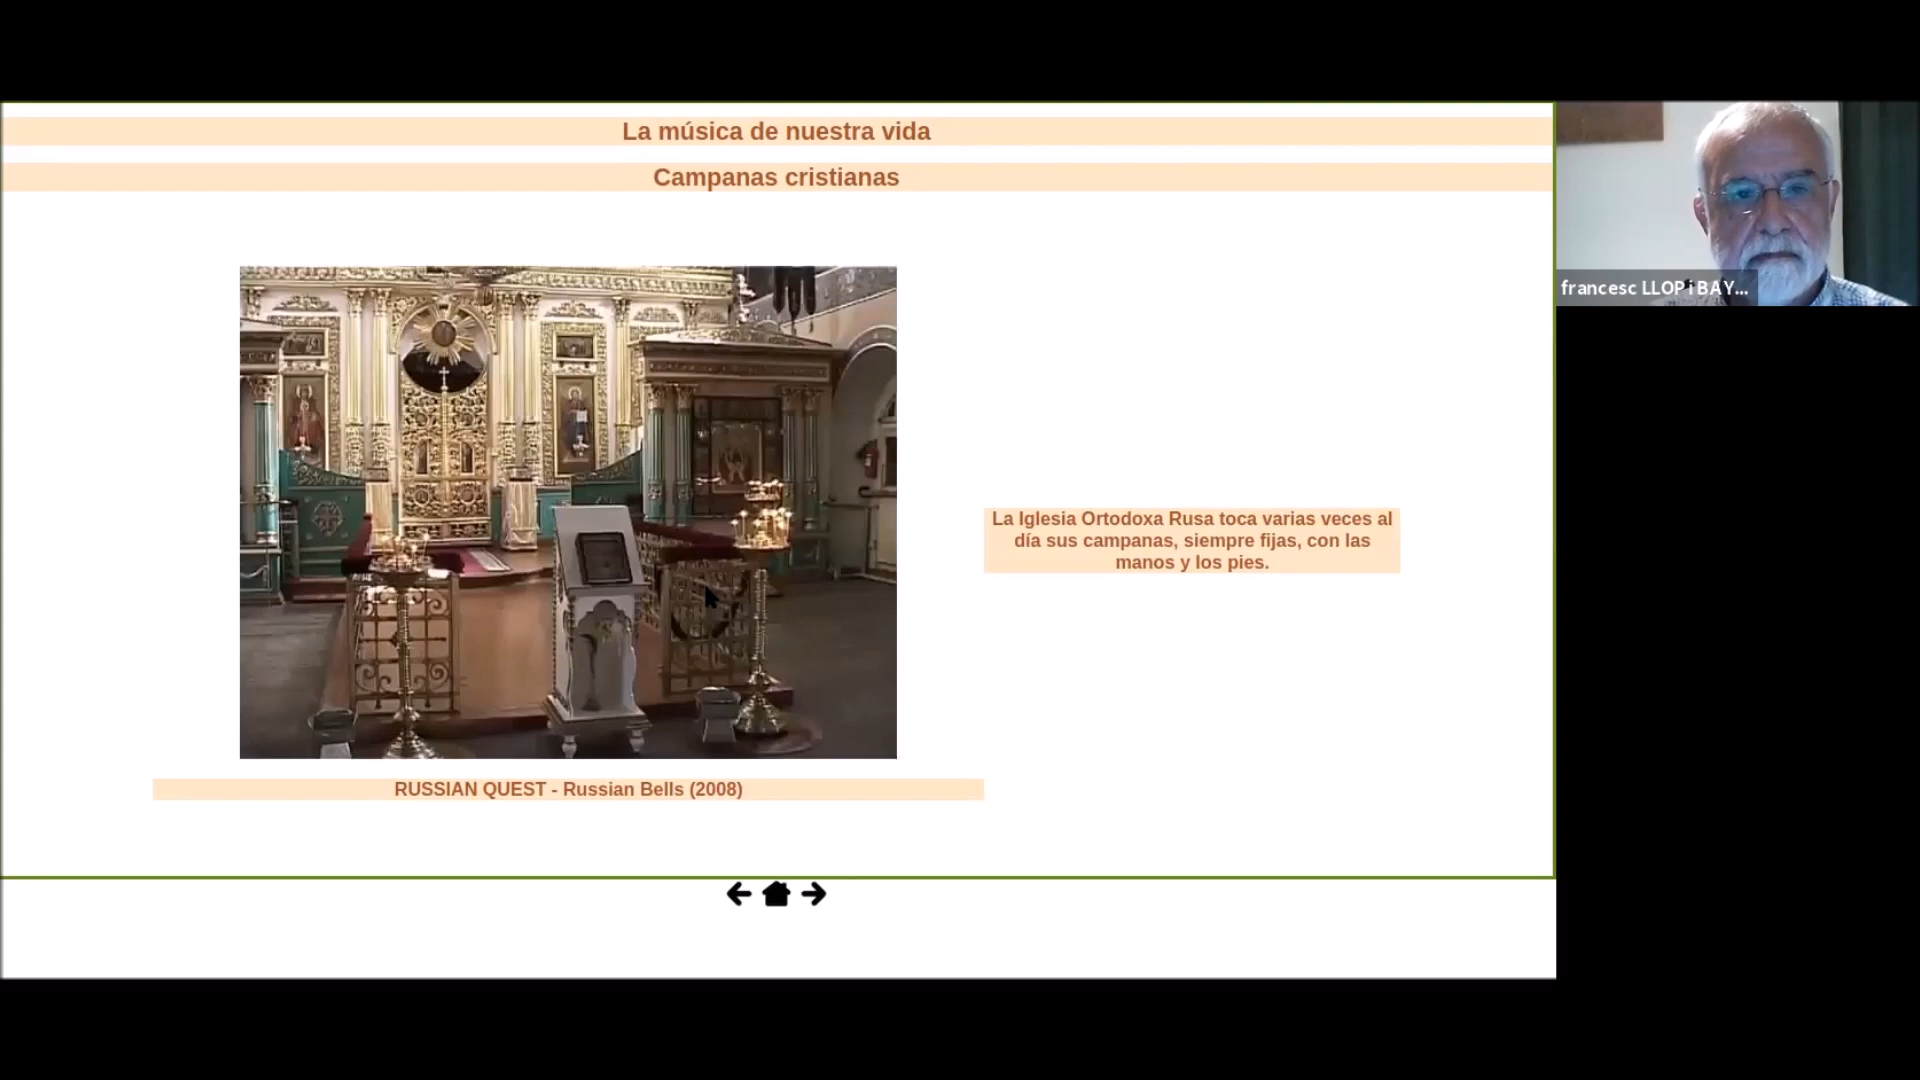 La música de nuestra vida
Campanas cristianas
La Iglesia Ortodoxa Rusa toca varias veces al
día sus campanas, siempre fijas, con las
manos y los pies.
RUSSIAN QUEST - Russian Bells (2008)
francesc LLOP i BAY...